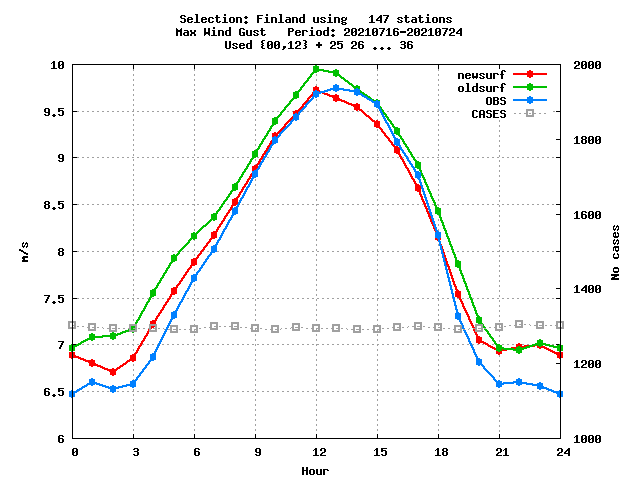 Selection: Finland using   147 stations
Max Wind Gust   Period: 20210716-20210724
Used {00,12} + 25 26 ... 36
newsurf
oldsurf
OBS
CASES
10
9.5
9
8.5
8
7.5
7
6.5
6
2000
1800
1600
1400
1200
1000
m/s
No cases
0 3 6 9 12 15 18 21 24
Hour